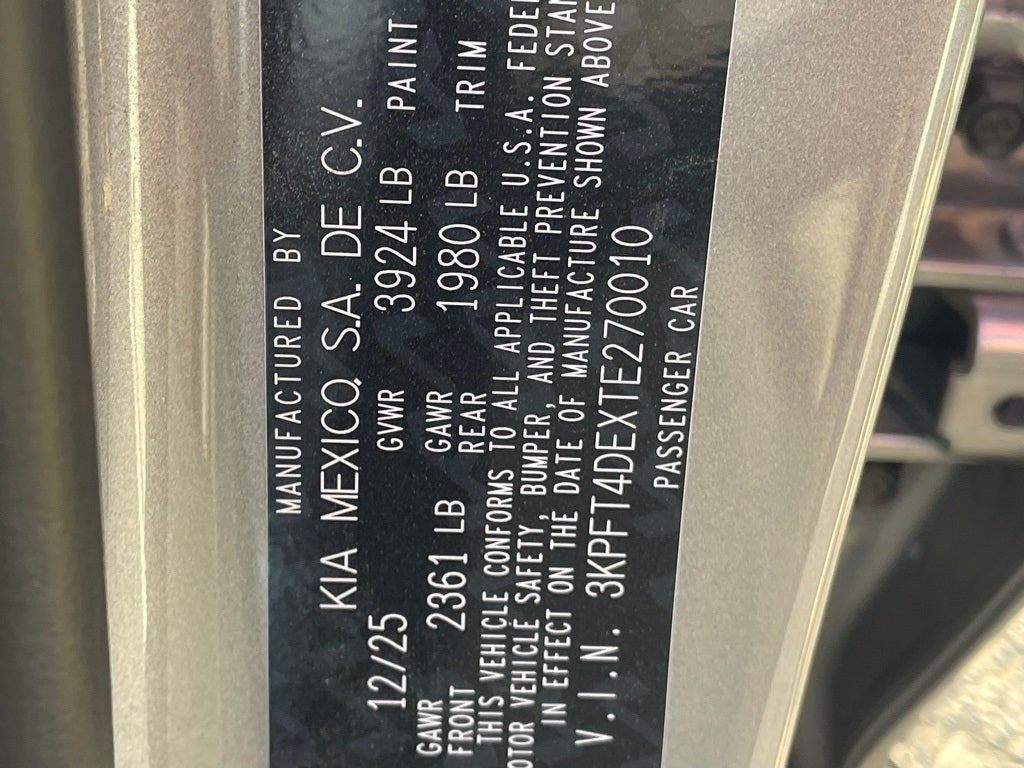 MANUFACTURED BY
KIA MEXICO, S.A. DE C.V.
12/25 GVWR 3924 LB PAINT
GAWR FRONT 2361 LB GAWR REAR 1980 LB TRIM
THIS VEHICLE CONFORMS TO ALL APPLICABLE U.S.A. FEDE
OTOR VEHICLE SAFETY, BUMPER, AND THEFT PREVENTION STAN
IN EFFECT ON THE DATE OF MANUFACTURE SHOWN ABOVE
V.I.N. 3KPFT4DEXTE270010
PASSENGER CAR